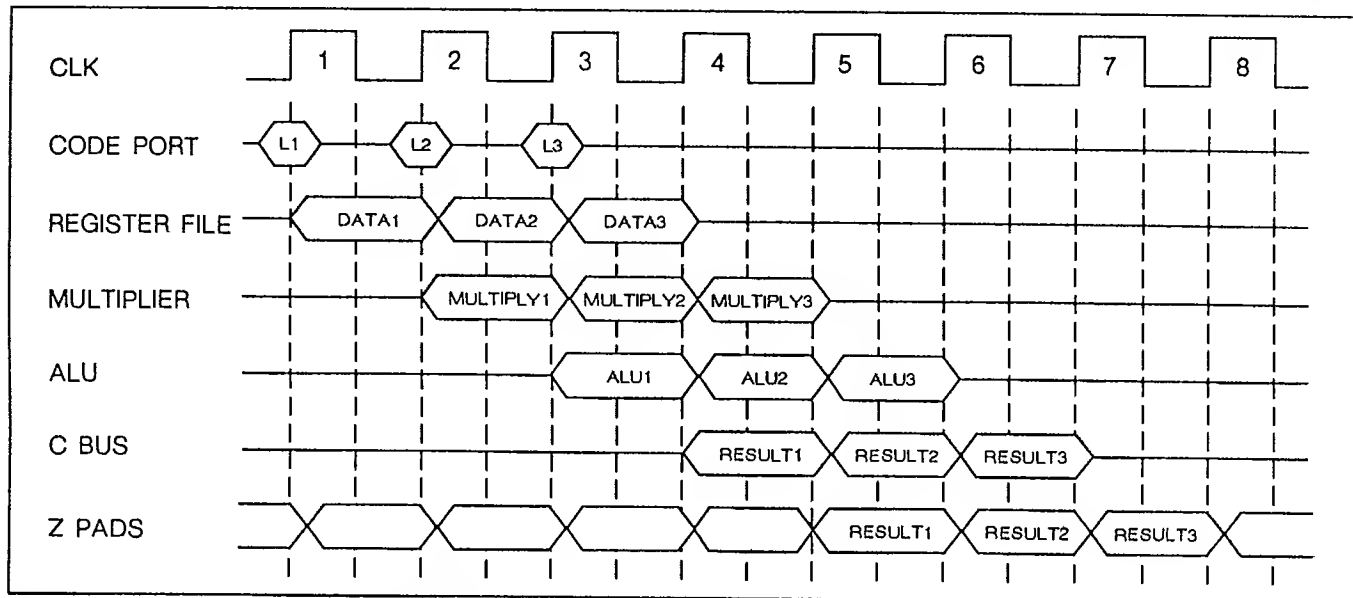 CLK 1 2 3 4 5 6 7 8
CODE PORT L1 L2 L3
REGISTER FILE DATA1 DATA2 DATA3
MULTIPLIER MULTIPLY1 MULTIPLY2 MULTIPLY3
ALU ALU1 ALU2 ALU3
C BUS RESULT1 RESULT2 RESULT3
Z PADS RESULT1 RESULT2 RESULT3